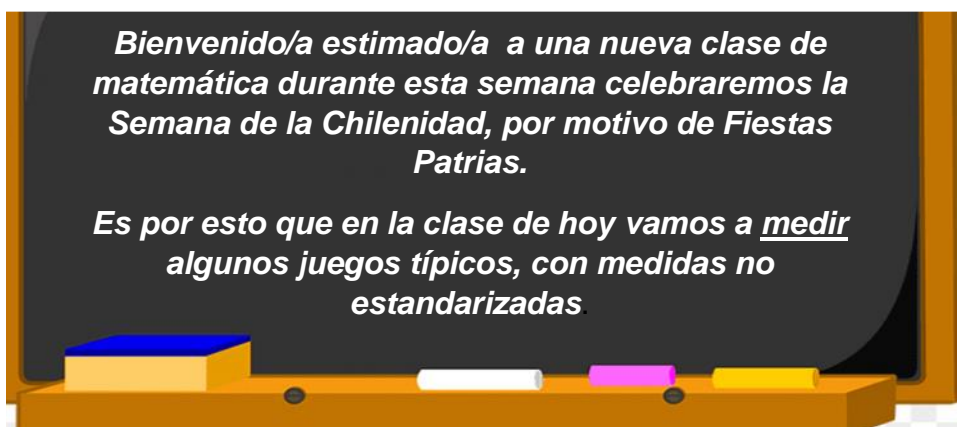 Bienvenido/a estimado/a a una nueva clase de
matemática durante esta semana celebraremos la
Semana de la Chilenidad, por motivo de Fiestas
Patrias.
Es por esto que en la clase de hoy vamos a medir
algunos juegos típicos, con medidas no
estandarizadas.